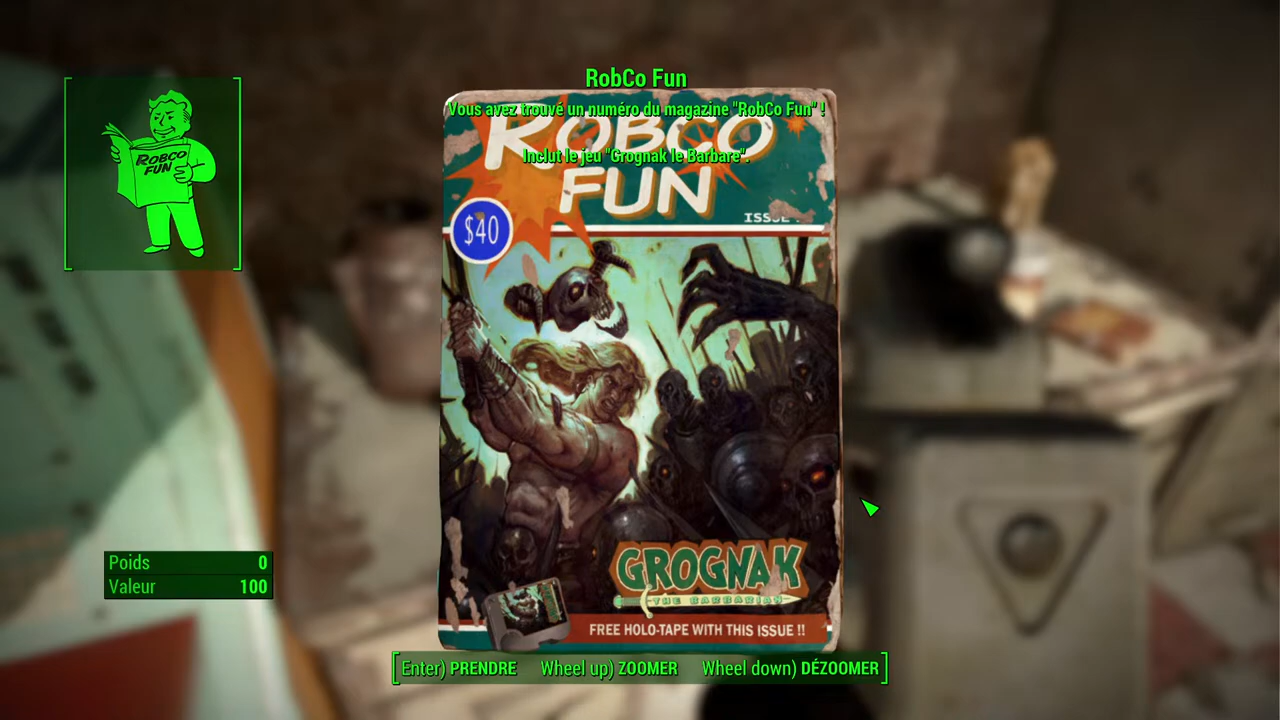 RobCo Fun
Vous avez trouvé un numéro du magazine "RobCo Fun" !
Inclut le jeu "Grognak le Barbare".
ROBCO
FUN
$40
ROBCO
FUN
Poids 0
Valeur 100
GROGNAK
THE BARBARIAN
FREE HOLO-TAPE WITH THIS ISSUE !!
Enter) PRENDRE Wheel up) ZOOMER Wheel down) DÉZOOMER